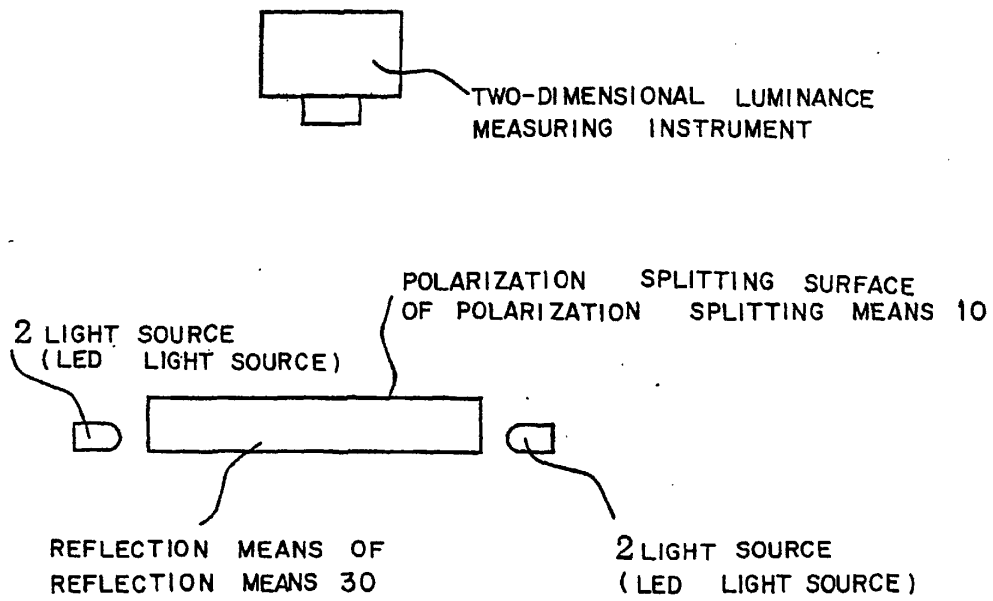 TWO-DIMENSIONAL LUMINANCE
MEASURING INSTRUMENT
POLARIZATION SPLITTING SURFACE
OF POLARIZATION SPLITTING MEANS 10
2 LIGHT SOURCE
(LED LIGHT SOURCE)
REFLECTION MEANS OF
REFLECTION MEANS 30
2 LIGHT SOURCE
(LED LIGHT SOURCE)